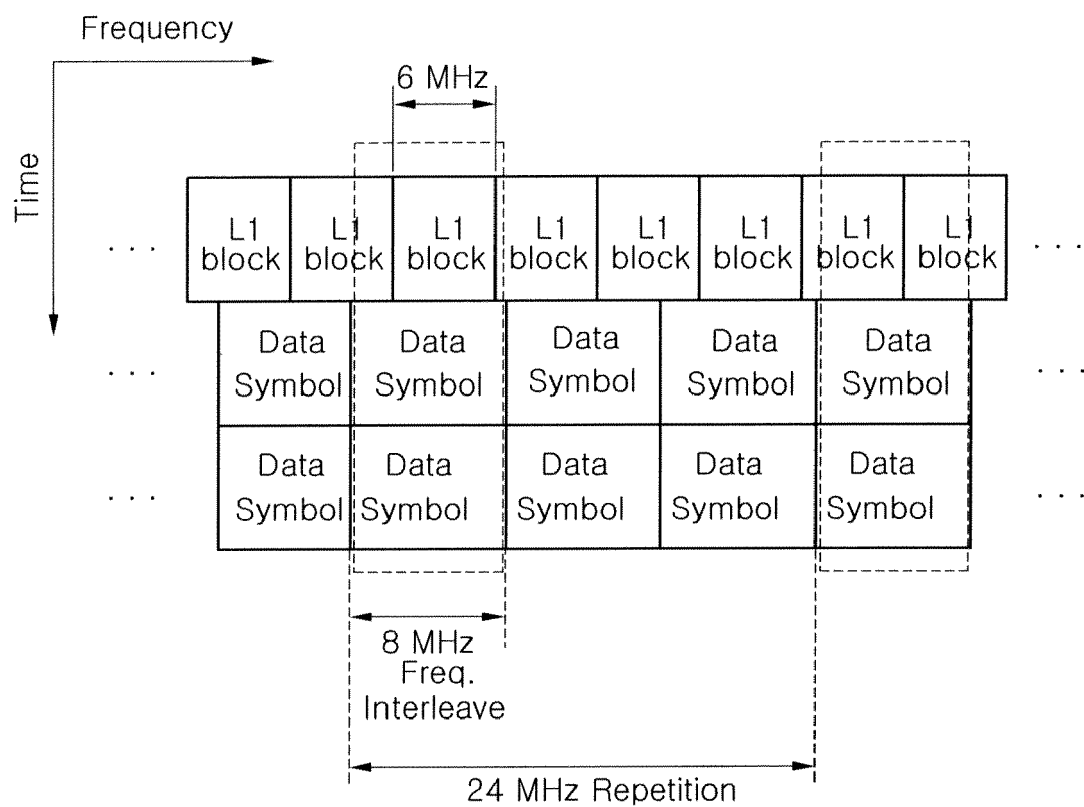 Frequency
6 MHz
Time
. . . L1 block L1 block L1 block L1 block L1 block L1 block L1 block L1 block . . .
. . . Data Symbol Data Symbol Data Symbol Data Symbol Data Symbol . . .
. . . Data Symbol Data Symbol Data Symbol Data Symbol Data Symbol . . .
8 MHz
Freq.
Interleave
24 MHz Repetition